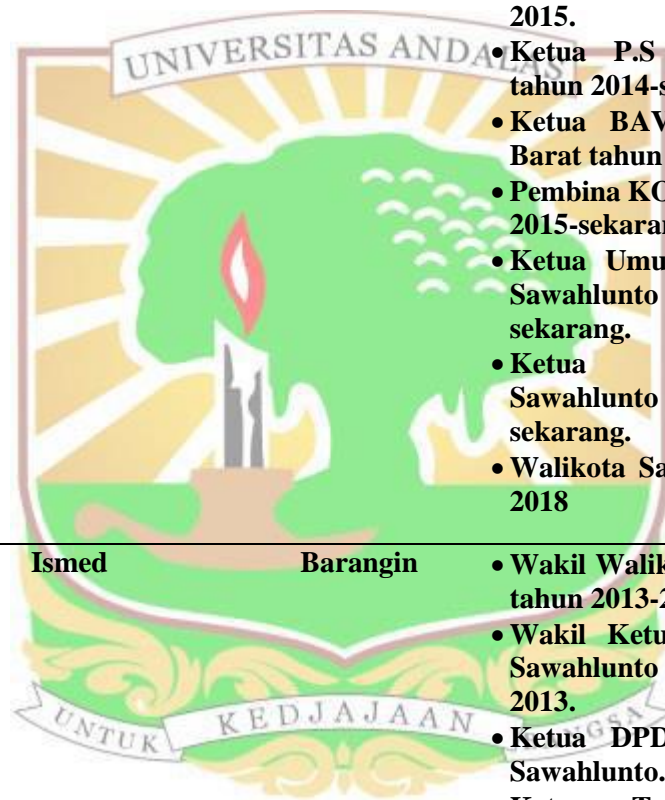 2015.
UNIVERSITAS ANDALAS
• Ketua P.S
tahun 2014-s
• Ketua BAV
Barat tahun
• Pembina KO
2015-sekaran
• Ketua Umu
Sawahlunto
sekarang.
• Ketua
Sawahlunto
sekarang.
• Walikota Sa
2018
Ismed Barangin
• Wakil Walik
tahun 2013-2
• Wakil Ketu
Sawahlunto
2013.
UNTUK KEDJAJAAN BANGSA
• Ketua DPD
Sawahlunto.